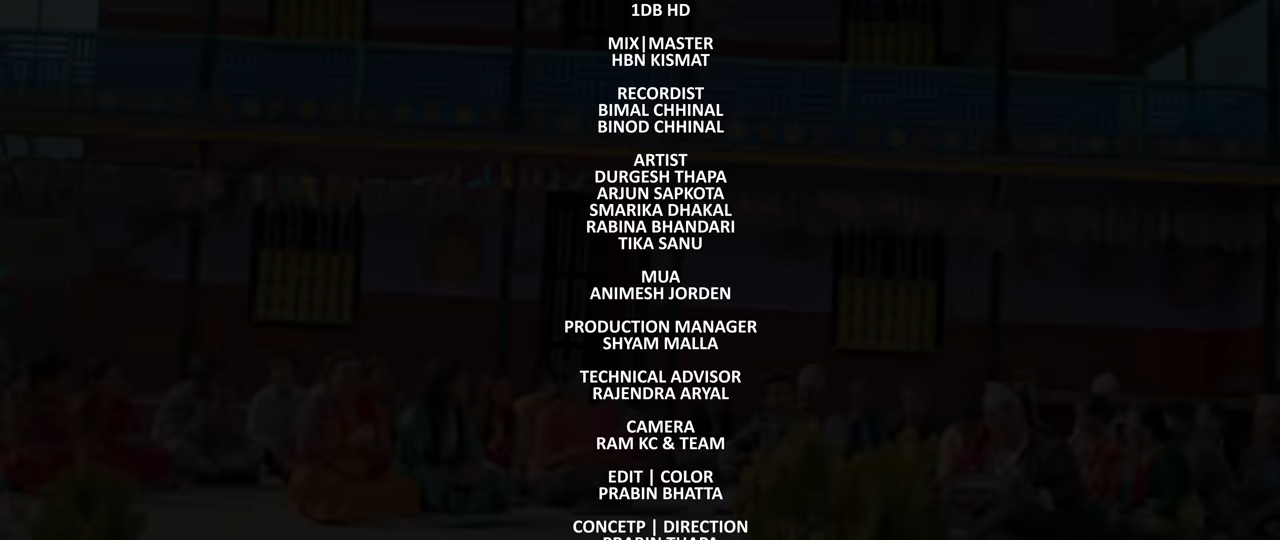 1DB HD
MIX|MASTER
HBN KISMAT
RECORDIST
BIMAL CHHINAL
BINOD CHHINAL
ARTIST
DURGESH THAPA
ARJUN SAPKOTA
SMARIKA DHAKAL
RABINA BHANDARI
TIKA SANU
MUA
ANIMESH JORDEN
PRODUCTION MANAGER
SHYAM MALLA
TECHNICAL ADVISOR
RAJENDRA ARYAL
CAMERA
RAM KC & TEAM
EDIT | COLOR
PRABIN BHATTA
CONCETP | DIRECTION